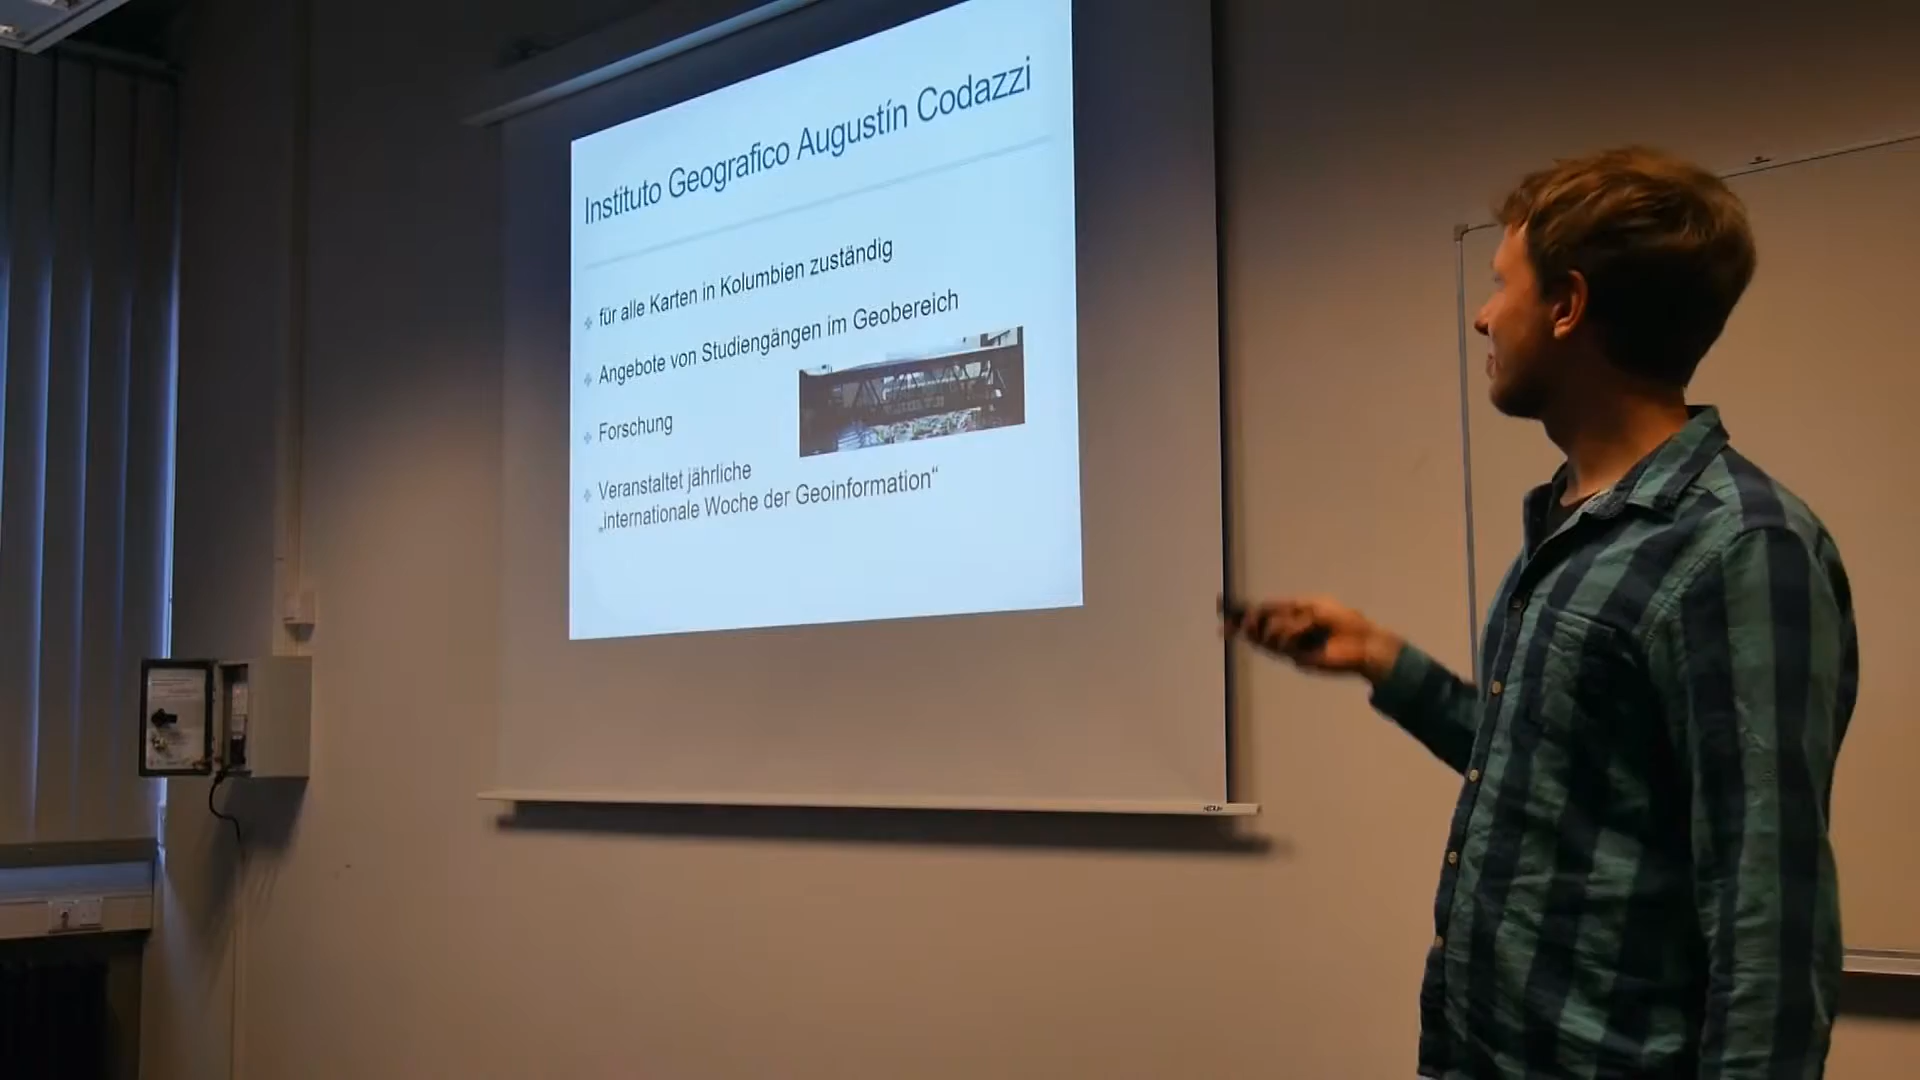 Instituto Geografico Augustín Codazzi
für alle Karten in Kolumbien zuständig
Angebote von Studiengängen im Geobereich
Forschung
Veranstaltet jährliche
„internationale Woche der Geoinformation“